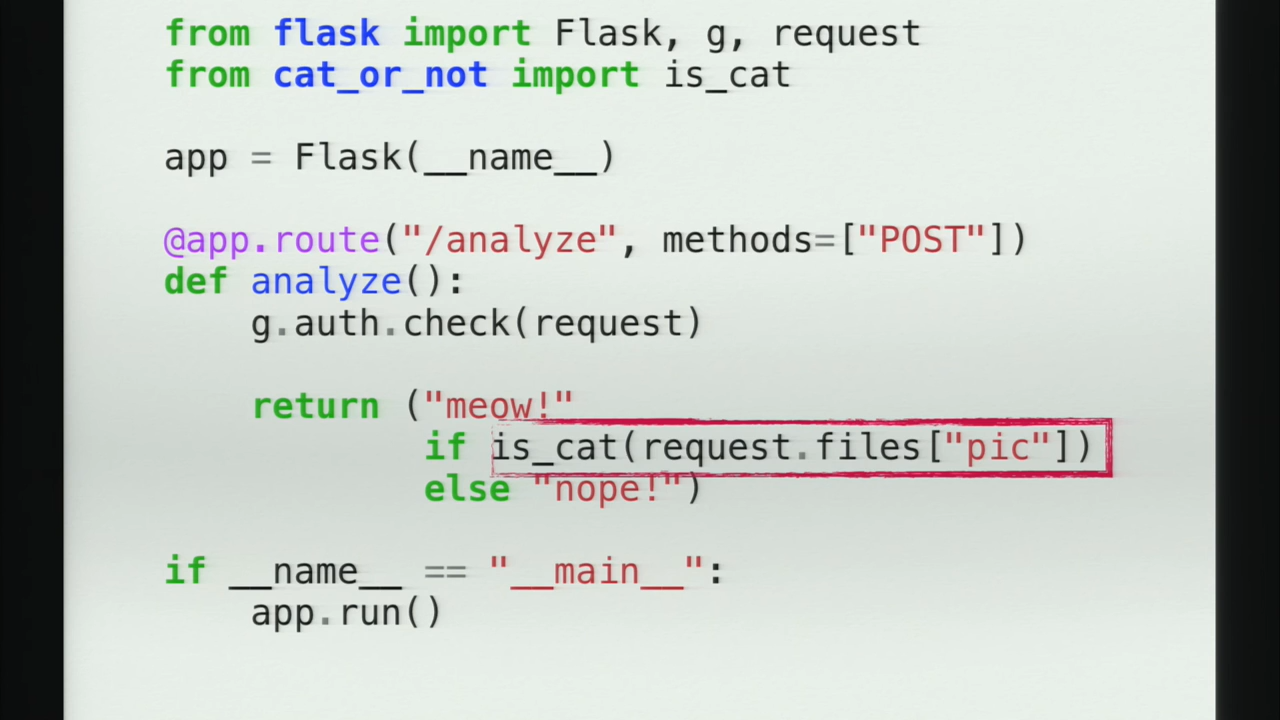 from flask import Flask, g, request
from cat_or_not import is_cat
app = Flask(__name__)
@app.route("/analyze", methods=["POST"])
def analyze():
g.auth.check(request)
return ("meow!"
if is_cat(request.files["pic"])
else "nope!")
if __name__ == "__main__":
app.run()